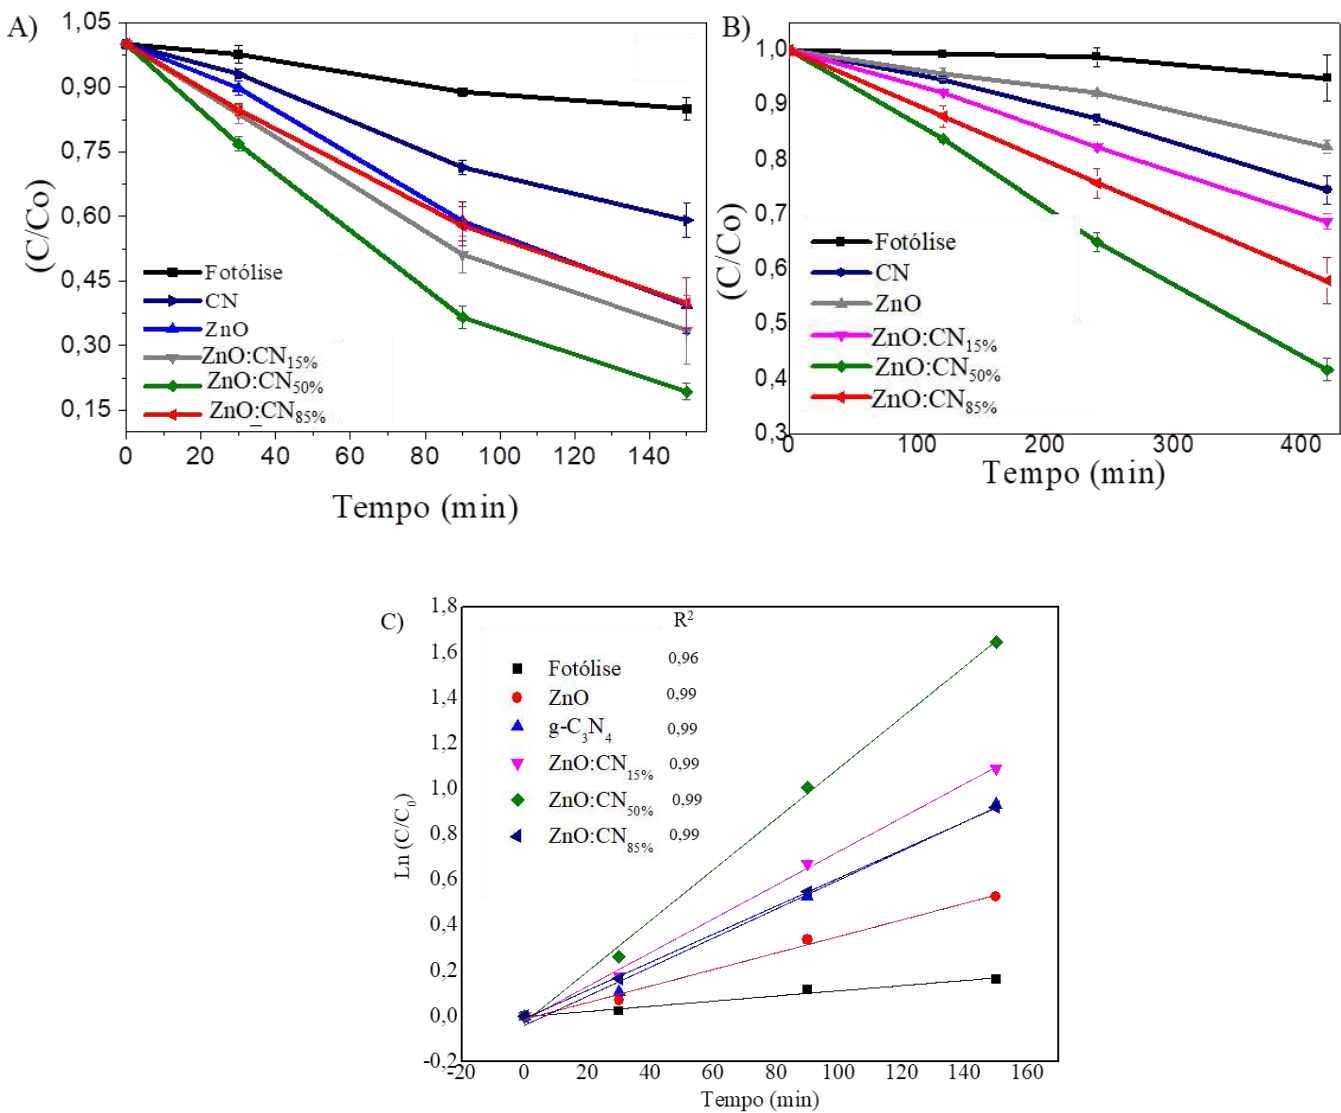 A)
1,05
0,90
0,75
0,60
0,45
0,30
0,15
(C/Co)
Fotólise
CN
ZnO
ZnO:CN15%
ZnO:CN50%
ZnO:CN85%
0 20 40 60 80 100 120 140
Tempo (min)
B)
1,0
0,9
0,8
0,7
0,6
0,5
0,4
0,3
(C/Co)
Fotólise
CN
ZnO
ZnO:CN15%
ZnO:CN50%
ZnO:CN85%
0 100 200 300 400
Tempo (min)
C)
1,8
1,6
1,4
1,2
1,0
0,8
0,6
0,4
0,2
0,0
-0,2
Ln (C/C0)
R2
Fotólise 0,96
ZnO 0,99
g-C3N4 0,99
ZnO:CN15% 0,99
ZnO:CN50% 0,99
ZnO:CN85% 0,99
-20 0 20 40 60 80 100 120 140 160
Tempo (min)